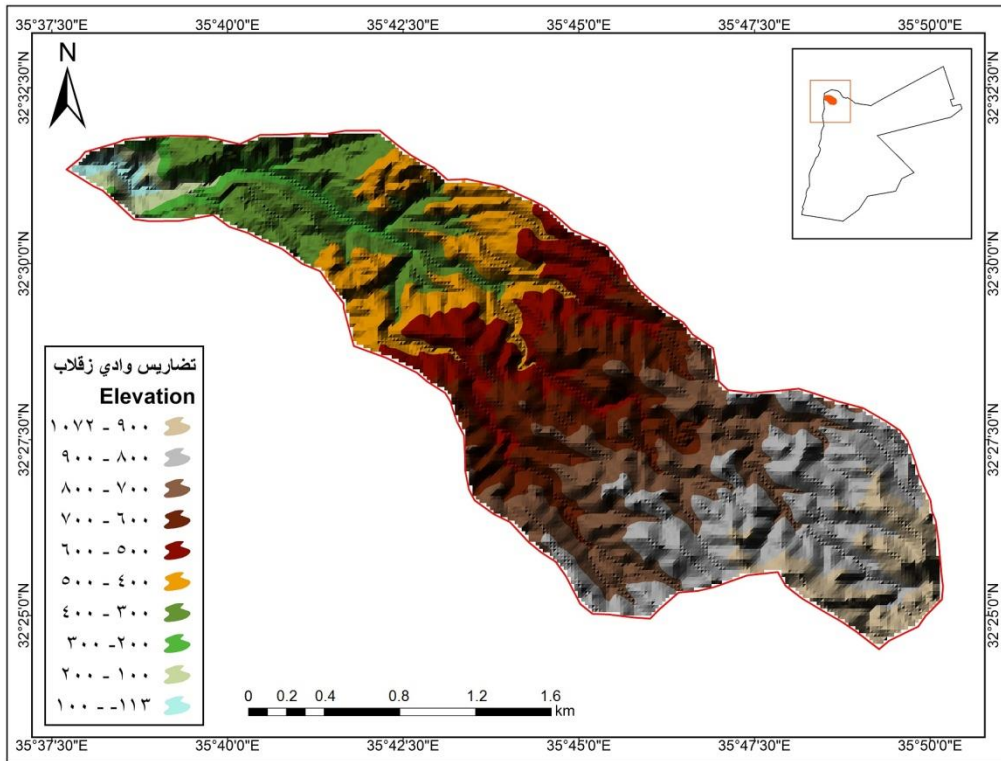 35°37'30"E 35°40'0"E 35°42'30"E 35°45'0"E 35°47'30"E 35°50'0"E
N
32°32'30"N 32°32'30"N
32°30'0"N 32°30'0"N
32°27'30"N 32°27'30"N
32°25'0"N 32°25'0"N
تضاريس وادي زقلاب
Elevation
٩٠٠ - ١٠٧٢
٨٠٠ - ٩٠٠
٧٠٠ - ٨٠٠
٦٠٠ - ٧٠٠
٥٠٠ - ٦٠٠
٤٠٠ - ٥٠٠
٣٠٠ - ٤٠٠
٢٠٠ - ٣٠٠
١٠٠ - ٢٠٠
١١٣-- ١٠٠
0 0.2 0.4 0.8 1.2 1.6
km
35°37'30"E 35°40'0"E 35°42'30"E 35°45'0"E 35°47'30"E 35°50'0"E